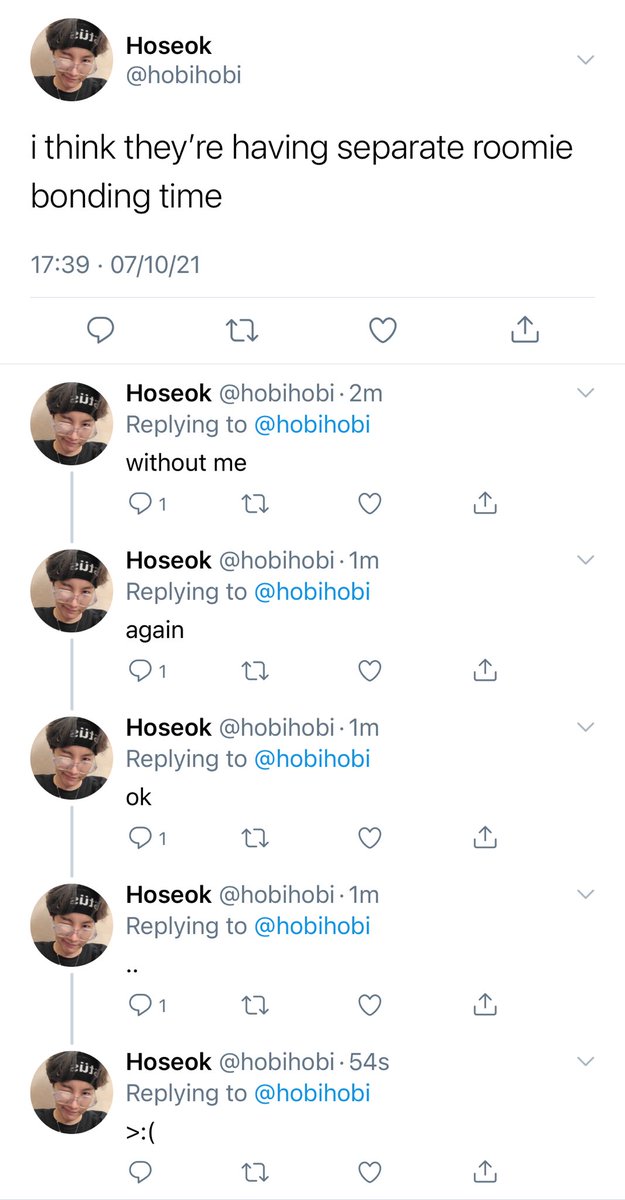 Hoseok
@hobihobi
i think they're having separate roomie
bonding time
17:39 · 07/10/21
Hoseok @hobihobi · 2m
Replying to @hobihobi
without me
1
Hoseok @hobihobi · 1m
Replying to @hobihobi
again
1
Hoseok @hobihobi · 1m
Replying to @hobihobi
ok
1
Hoseok @hobihobi · 1m
Replying to @hobihobi
..
1
Hoseok @hobihobi · 54s
Replying to @hobihobi
>:(